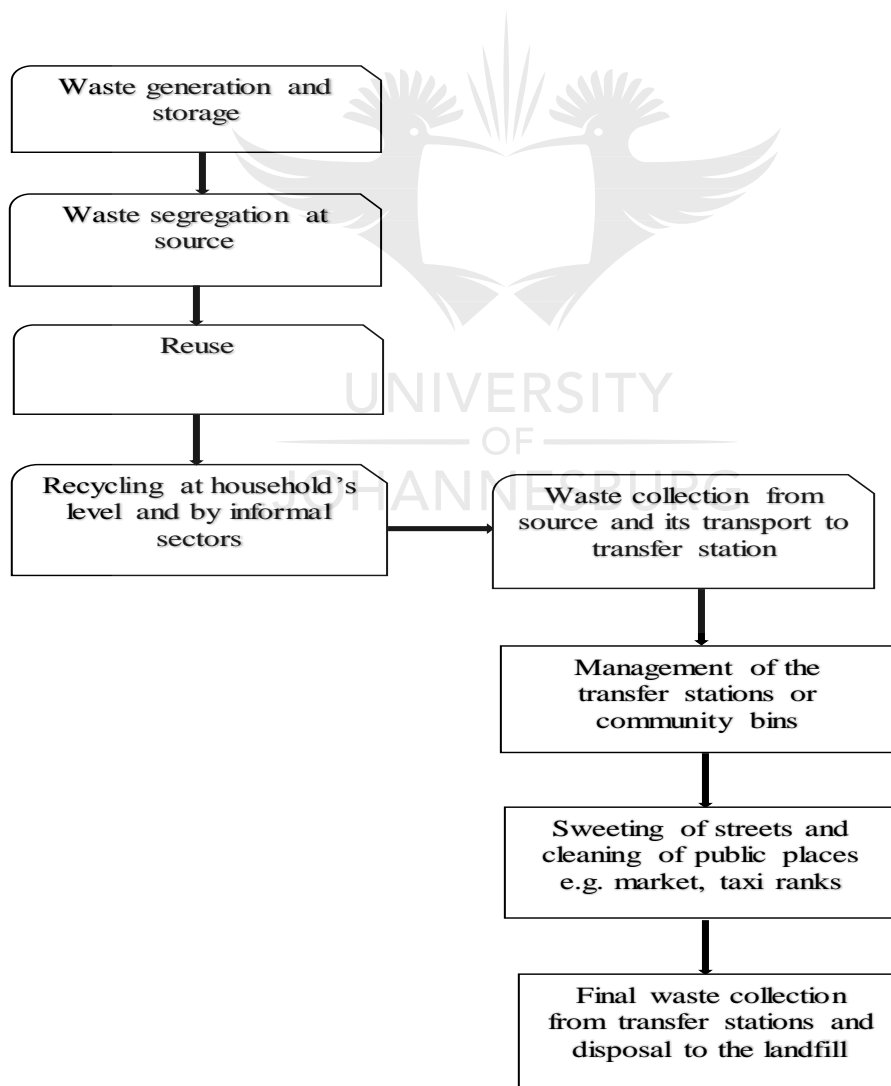 Waste generation and
storage
Waste segregation at
source
Reuse
UNIVERSITY
OF
JOHANNESBURG
Recycling at household's
level and by informal
sectors
Waste collection from
source and its transport to
transfer station
Management of the
transfer stations or
community bins
Sweeting of streets and
cleaning of public places
e.g. market, taxi ranks
Final waste collection
from transfer stations and
disposal to the landfill